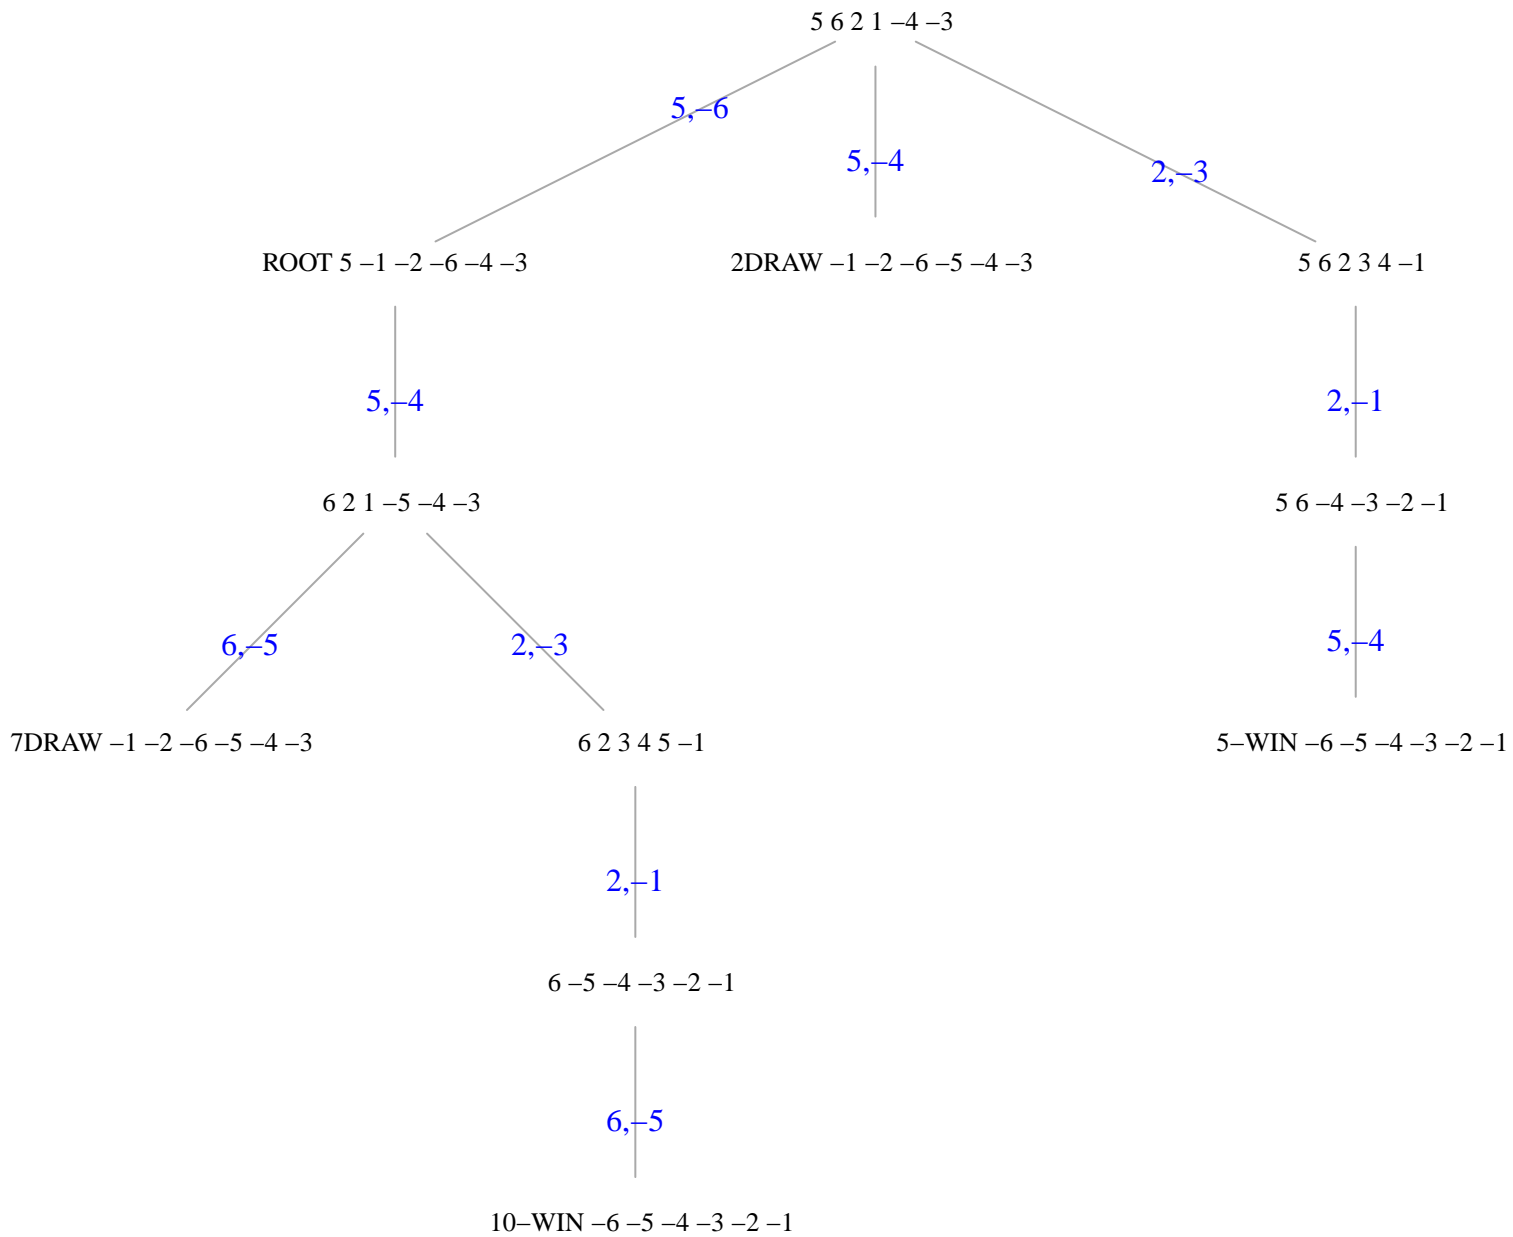 5 6 2 1 –4 –3
5,–6
5,–4
2,–3
ROOT 5 –1 –2 –6 –4 –3
2DRAW –1 –2 –6 –5 –4 –3
5 6 2 3 4 –1
5,–4
2,–1
6 2 1 –5 –4 –3
5 6 –4 –3 –2 –1
6,–5
2,–3
5,–4
7DRAW –1 –2 –6 –5 –4 –3
6 2 3 4 5 –1
5–WIN –6 –5 –4 –3 –2 –1
2,–1
6 –5 –4 –3 –2 –1
6,–5
10–WIN –6 –5 –4 –3 –2 –1